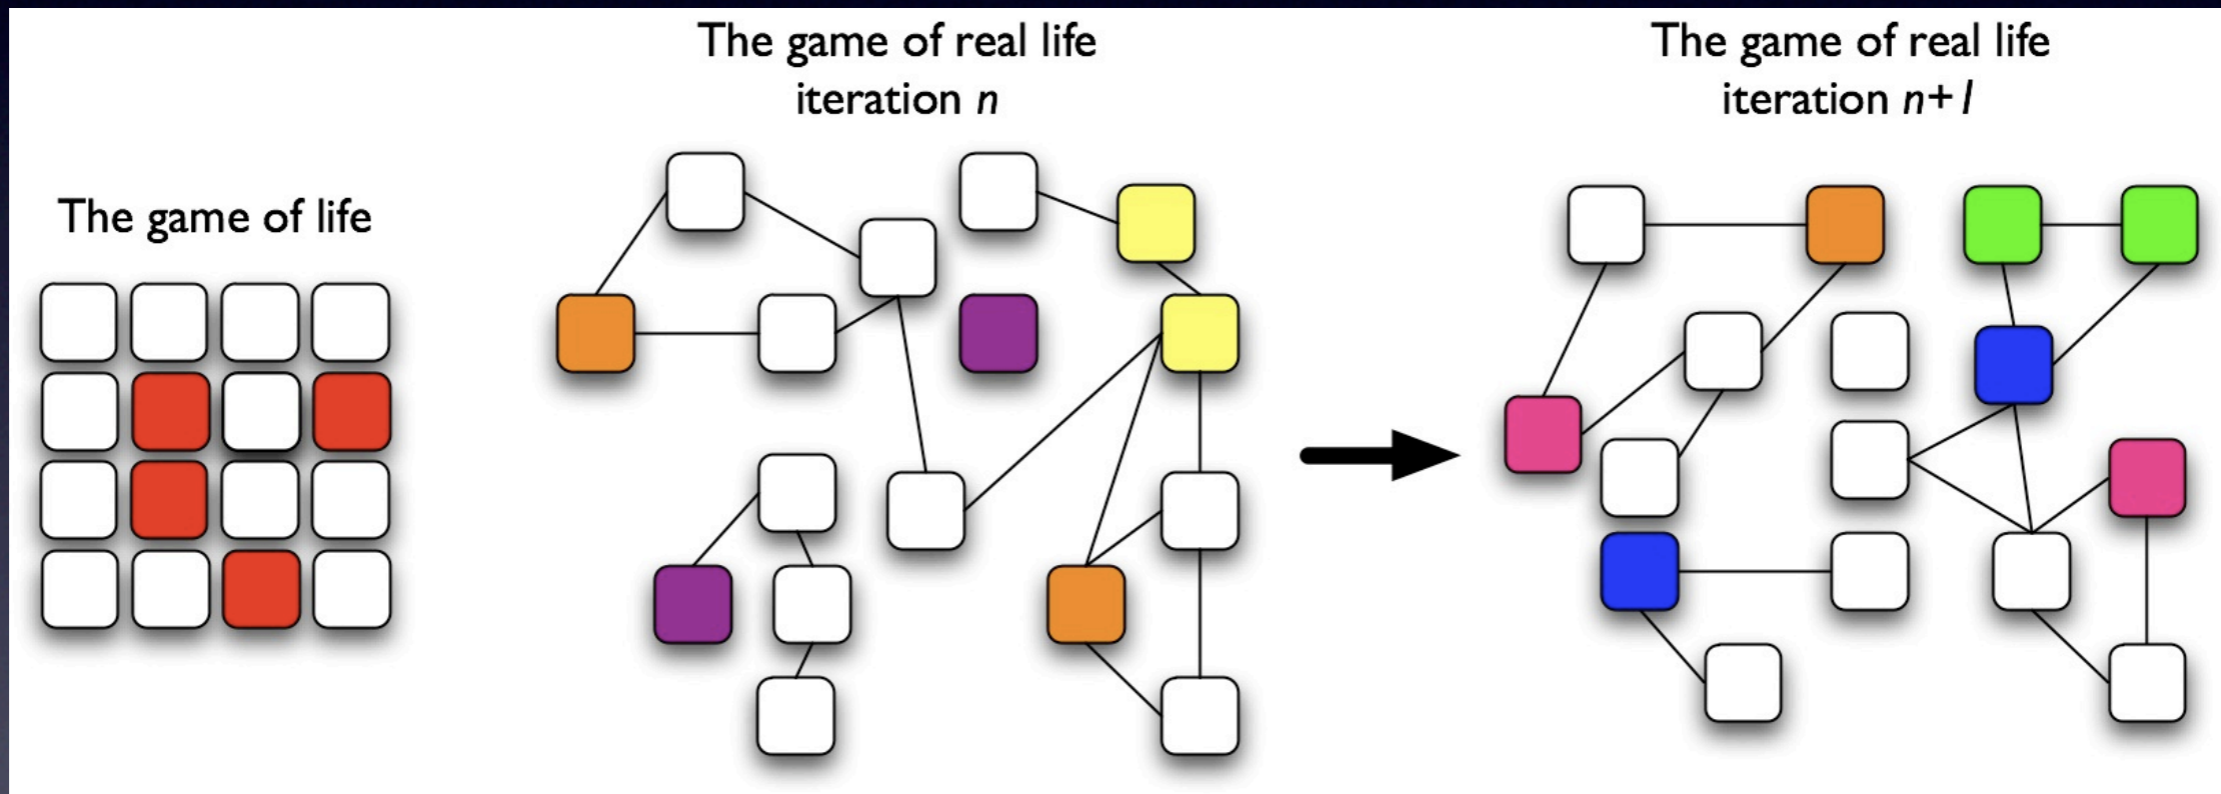 The game of life
The game of real life
iteration n
The game of real life
iteration n+1